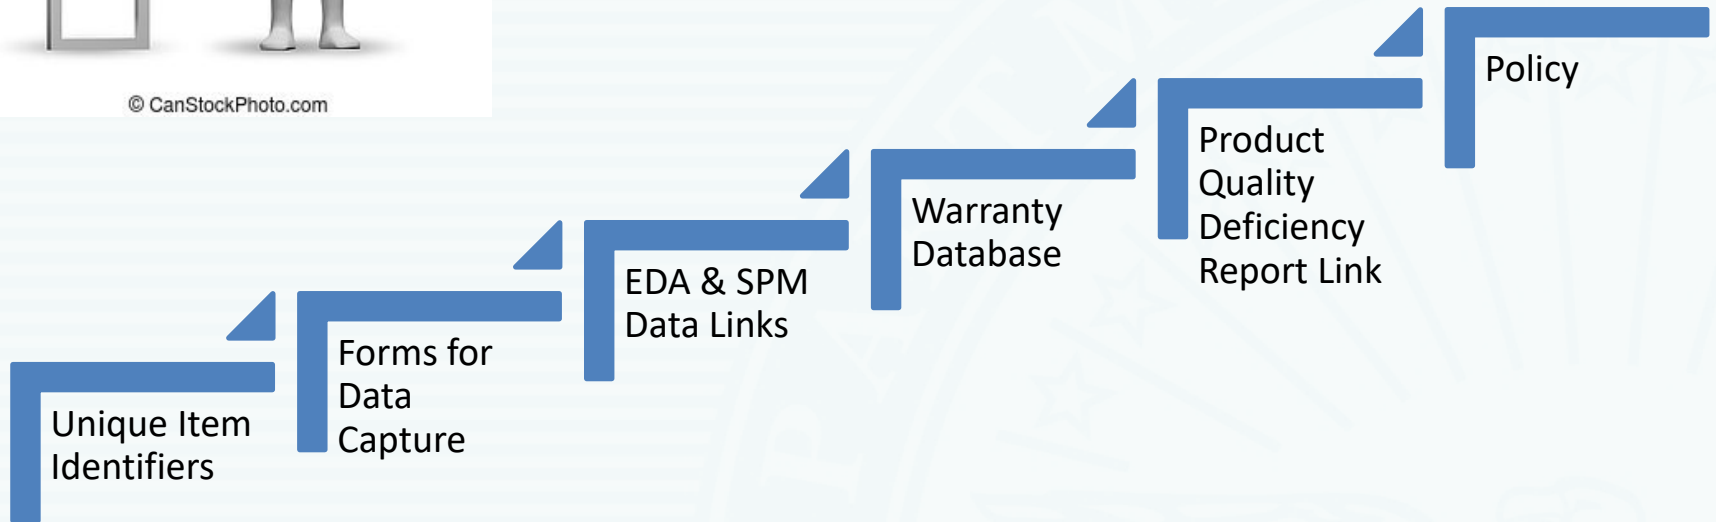 © CanStockPhoto.com
Unique Item
Identifiers
Forms for
Data
Capture
EDA & SPM
Data Links
Warranty
Database
Product
Quality
Deficiency
Report Link
Policy